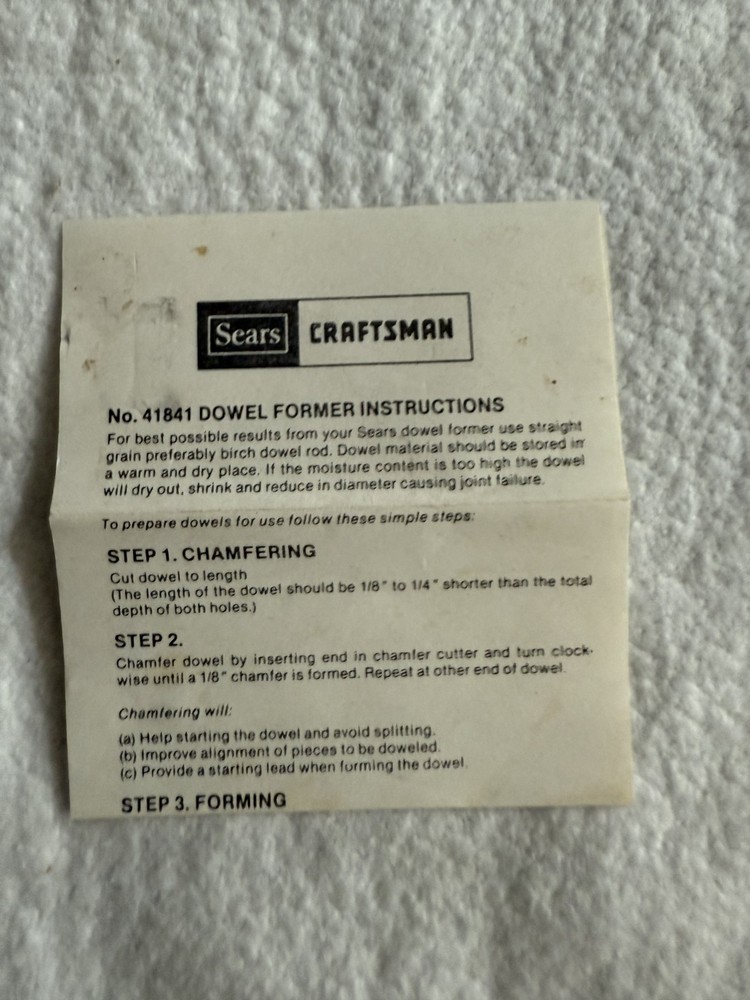 Sears CRAFTSMAN
No. 41841 DOWEL FORMER INSTRUCTIONS
For best possible results from your Sears dowel former use straight
grain preferably birch dowel rod. Dowel material should be stored in
a warm and dry place. If the moisture content is too high the dowel
will dry out, shrink and reduce in diameter causing joint failure.
To prepare dowels for use follow these simple steps:
STEP 1. CHAMFERING
Cut dowel to length
(The length of the dowel should be 1/8" to 1/4" shorter than the total
depth of both holes.)
STEP 2.
Chamfer dowel by inserting end in chamfer cutter and turn clock-
wise until a 1/8" chamfer is formed. Repeat at other end of dowel.
Chamfering will:
(a) Help starting the dowel and avoid splitting.
(b) Improve alignment of pieces to be doweled.
(c) Provide a starting lead when forming the dowel.
STEP 3. FORMING